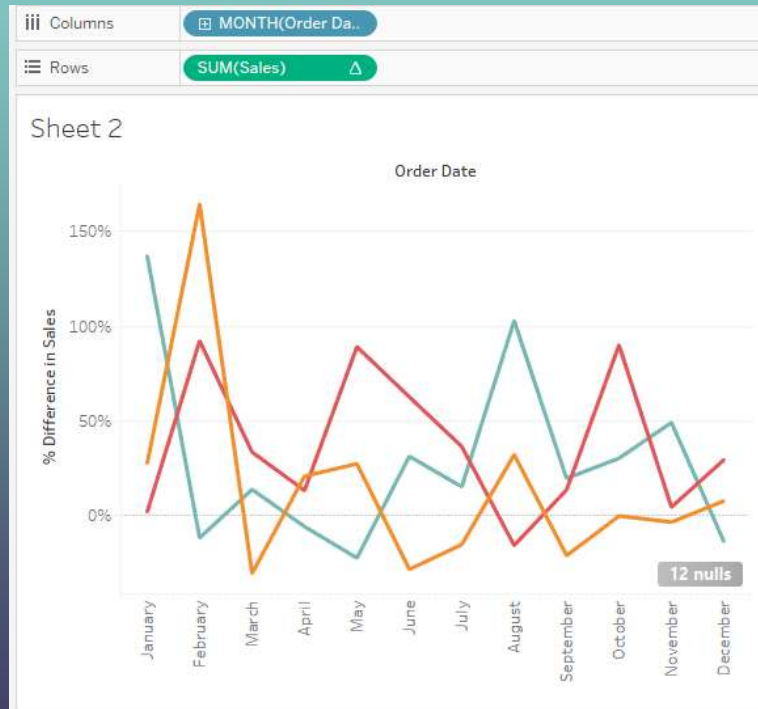 Columns
MONTH(Order Da..
Rows
SUM(Sales) Δ
Sheet 2
Order Date
% Difference in Sales
150%
100%
50%
0%
12 nulls
January
February
March
April
May
June
July
August
September
October
November
December